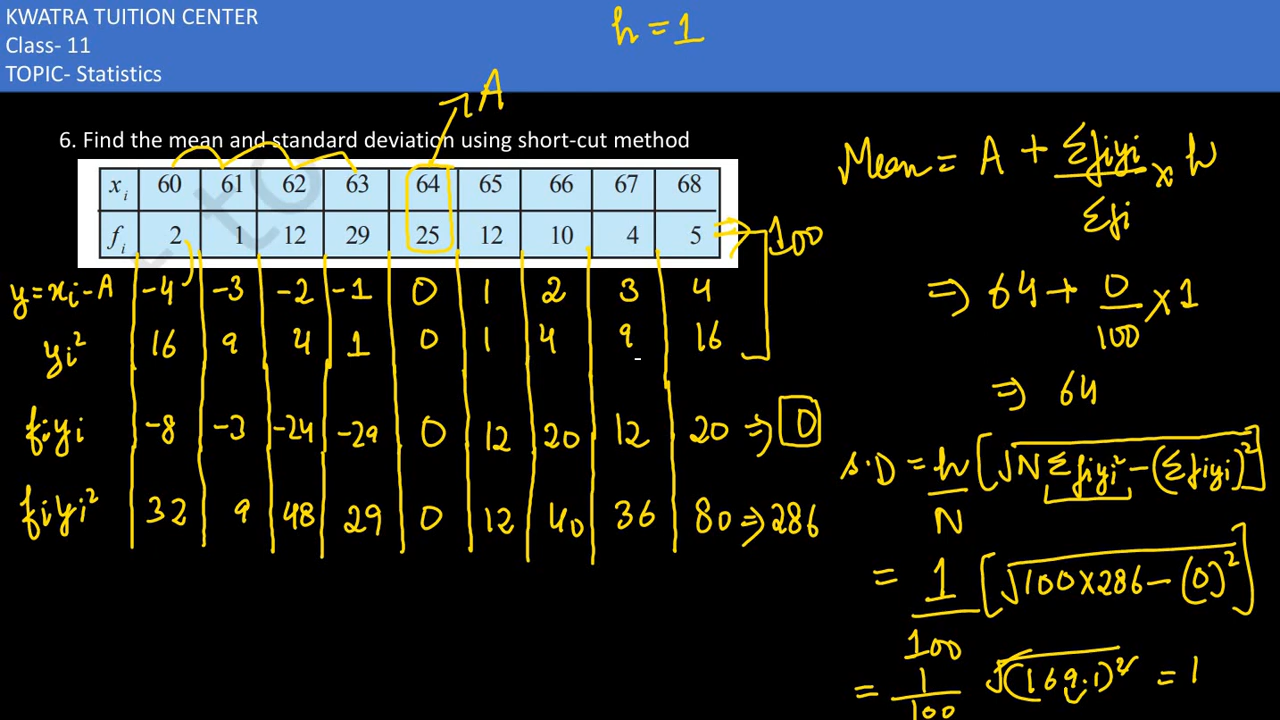 KWATRA TUITION CENTER
Class- 11
TOPIC- Statistics
h = 1
A
6. Find the mean and standard deviation using short-cut method
xᵢ 60 61 62 63 64 65 66 67 68
fᵢ 2 1 12 29 25 12 10 4 5 ⇒ 100
y=xᵢ-A -4 -3 -2 -1 0 1 2 3 4
yᵢ² 16 9 4 1 0 1 4 9 16
fᵢyᵢ -8 -3 -24 -29 0 12 20 12 20 ⇒ 0
fᵢyᵢ² 32 9 48 29 0 12 40 36 80 ⇒ 286
Mean = A + Σfiyi/Σfi × h
⇒ 64 + 0/100 × 1
⇒ 64
S.D = h/N [√NΣfiyi² - (Σfiyi)²]
= 1/100 [√100×286 - (0)²]
= 1/100 √(169.1)² = 1